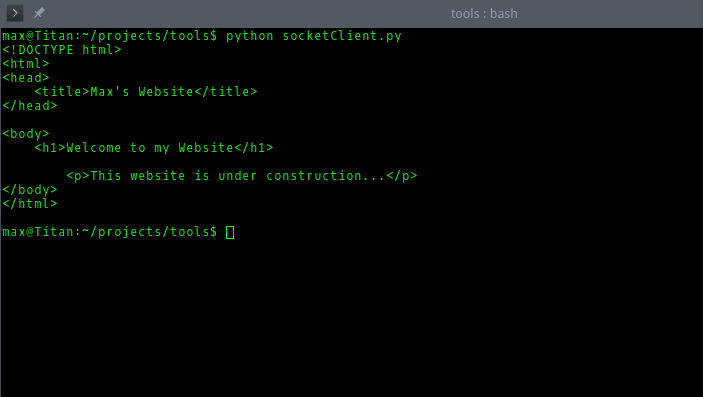 tools : bash
max@Titan:~/projects/tools$ python socketClient.py
<!DOCTYPE html>
<html>
<head>
    <title>Max's Website</title>
</head>

<body>
    <h1>Welcome to my Website</h1>

        <p>This website is under construction...</p>
</body>
</html>

max@Titan:~/projects/tools$